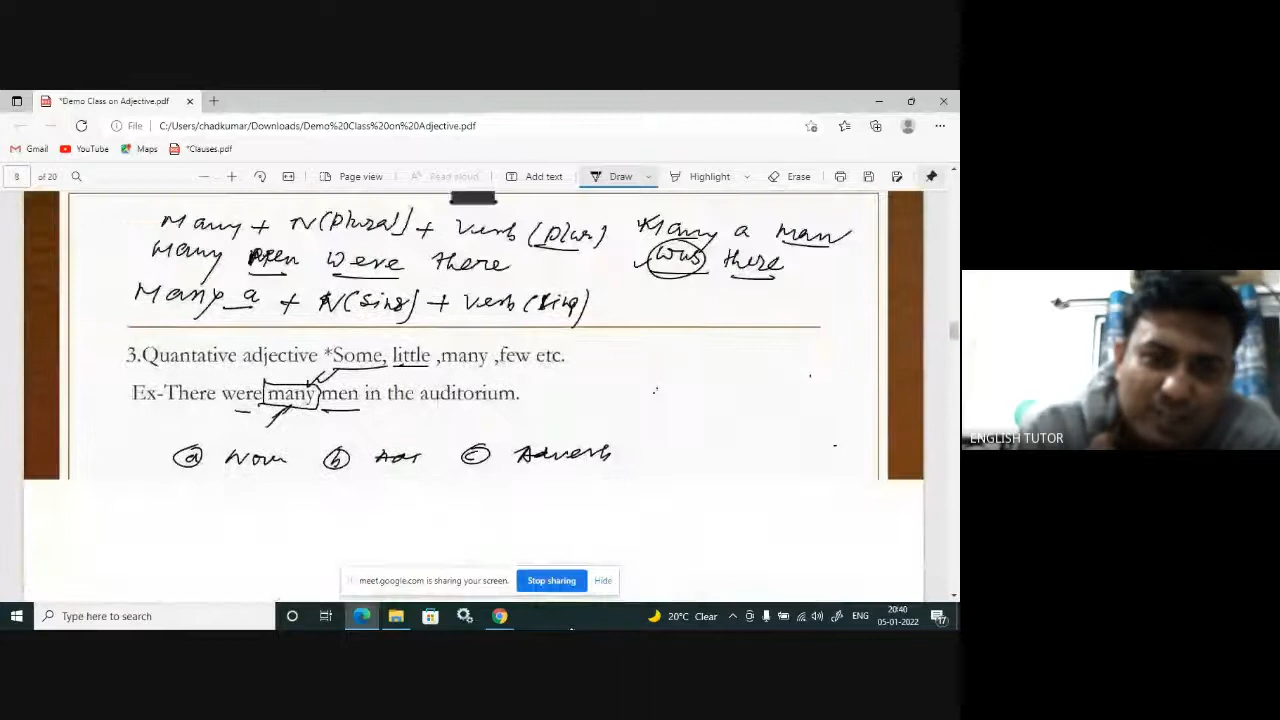 *Demo Class on Adjective.pdf
File C:/Users/chadkumar/Downloads/Demo%20Class%20on%20Adjective.pdf
Gmail YouTube Maps *Clauses.pdf
8 of 20 Page view Read aloud Add text Draw Highlight Erase
Many + N(plural) + Verb (plur)
Many men were there
Many a + N(sing) + Verb (sing)
Many a man
was there
3.Quantative adjective *Some, little ,many ,few etc.
Ex-There were many men in the auditorium.
a Noun b Adj c Adverb
ENGLISH TUTOR
meet.google.com is sharing your screen. Stop sharing Hide
Type here to search 20°C Clear ENG 20:40
05-01-2022 17